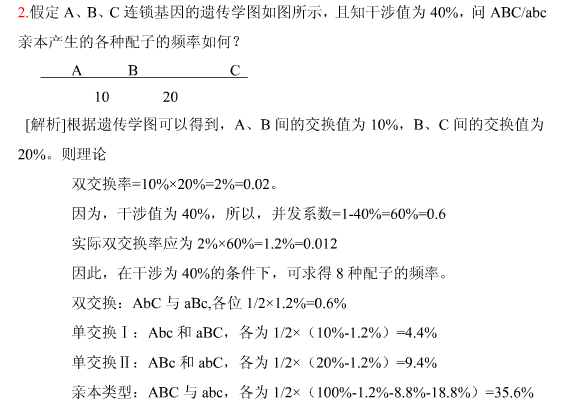 2.假定 A、B、C 连锁基因的遗传学图如图所示，且知干涉值为 40%，问 ABC/abc
亲本产生的各种配子的频率如何？
A B C
10 20
[解析]根据遗传学图可以得到，A、B 间的交换值为 10%，B、C 间的交换值为
20%。则理论
双交换率=10%×20%=2%=0.02。
因为，干涉值为 40%，所以，并发系数=1-40%=60%=0.6
实际双交换率应为 2%×60%=1.2%=0.012
因此，在干涉为 40%的条件下，可求得 8 种配子的频率。
双交换：AbC 与 aBc,各位 1/2×1.2%=0.6%
单交换Ⅰ：Abc 和 aBC，各为 1/2×（10%-1.2%）=4.4%
单交换Ⅱ：ABc 和 abC，各为 1/2×（20%-1.2%）=9.4%
亲本类型：ABC 与 abc，各为 1/2×（100%-1.2%-8.8%-18.8%）=35.6%